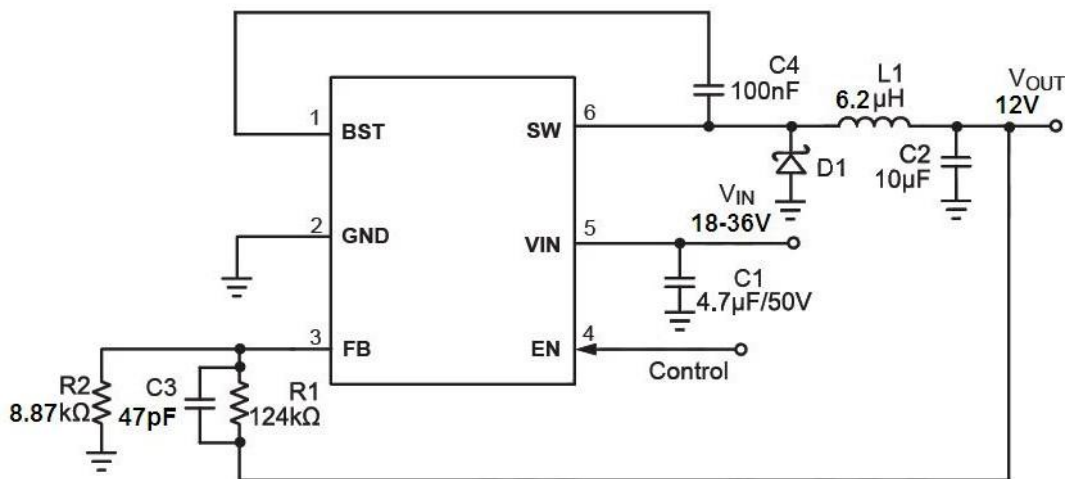 C4
100nF
L1
6.2µH
VOUT
12V
1
BST
SW
6
C2
10µF
D1
VIN
18-36V
2
GND
VIN
5
C1
4.7µF/50V
3
FB
EN
4
Control
R2
8.87kΩ
C3
47pF
R1
124kΩ